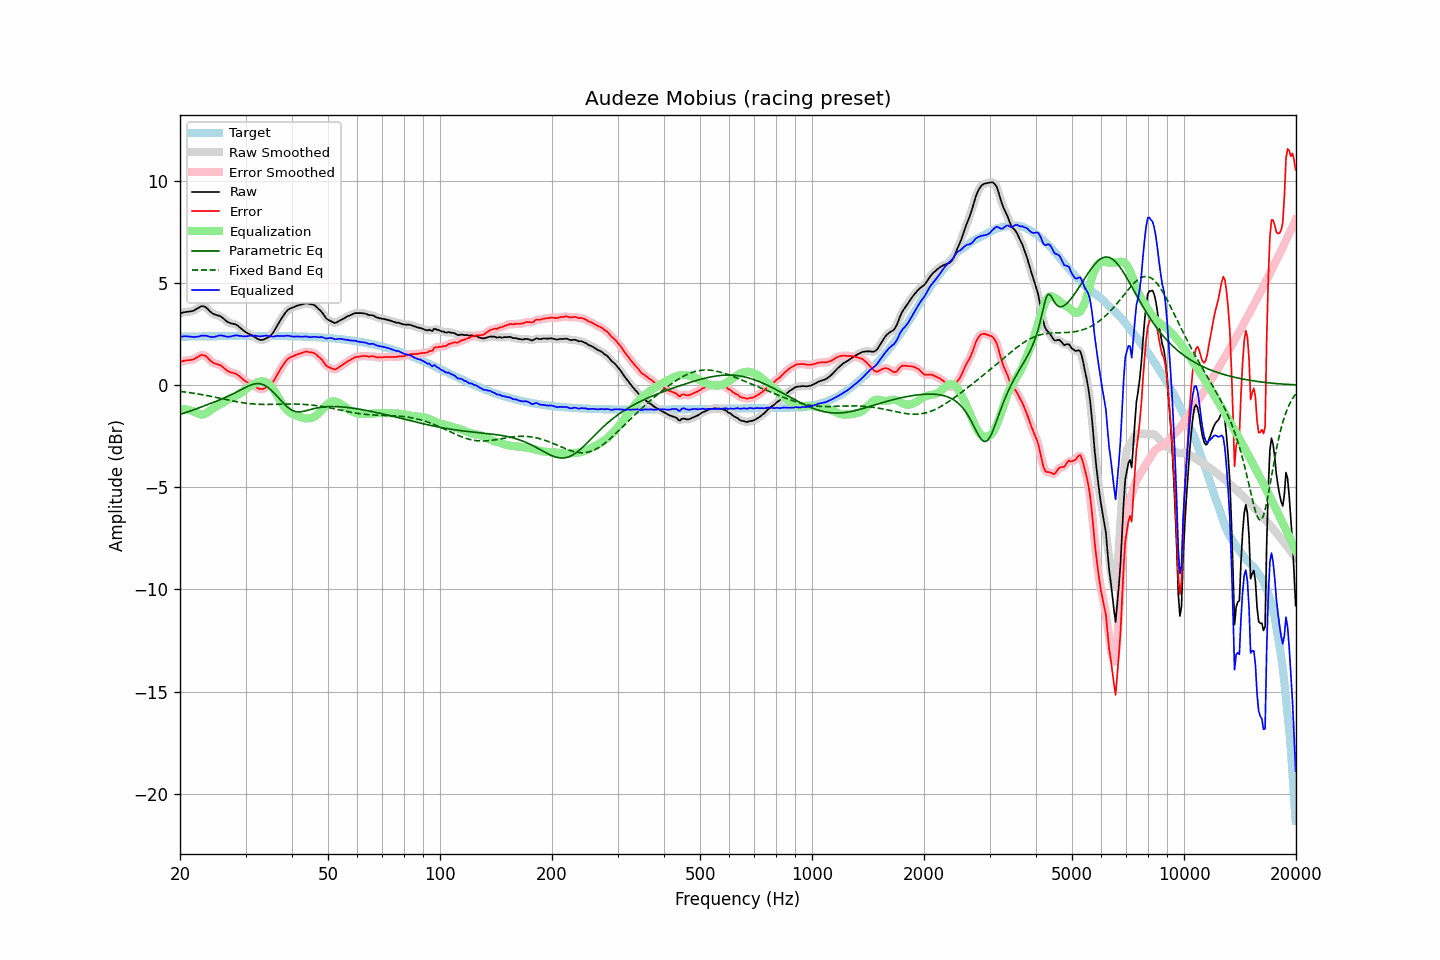 Audeze Mobius (racing preset)
Target
Raw Smoothed
Error Smoothed
Raw
Error
Equalization
Parametric Eq
Fixed Band Eq
Equalized
10
5
0
−5
−10
−15
−20
Amplitude (dBr)
20
50
100
200
500
1000
2000
5000
10000
20000
Frequency (Hz)